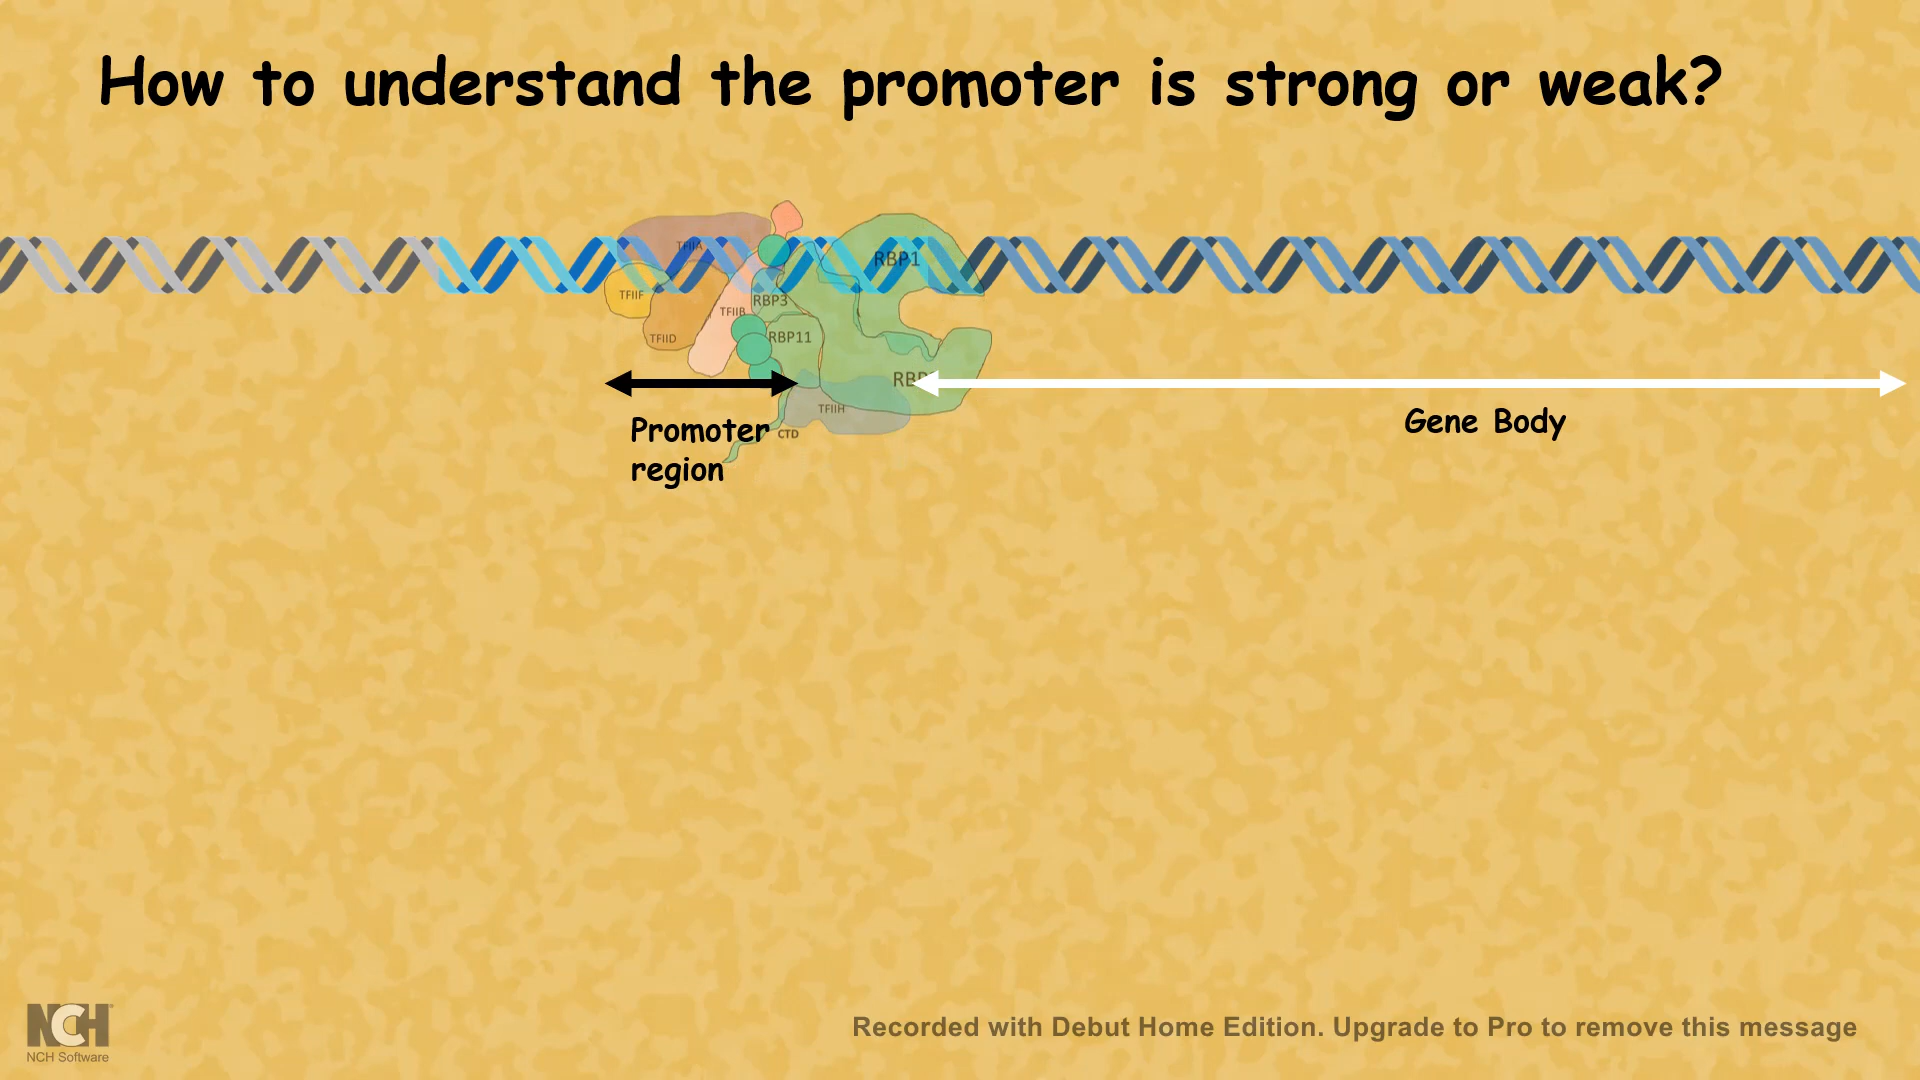 How to understand the promoter is strong or weak?
TFIIA
RBP1
TFIIF
RBP3
TFIIB
TFIID
RBP11
TFIIH
Promoter
region
CTD
Gene Body
NCH
NCH Software
Recorded with Debut Home Edition. Upgrade to Pro to remove this message